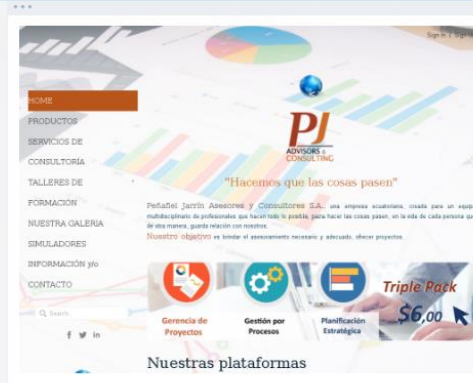 Sign In | Sign
HOME
PRODUCTOS
SERVICIOS DE
CONSULTORÍA
TALLERES DE
FORMACIÓN
NUESTRA GALERIA
SIMULADORES
INFORMACIÓN y/o
CONTACTO
Search
PJ
ADVISORS &
CONSULTING
"Hacemos que las cosas pasen"
Peñafiel Jarrín Asesores y Consultores S.A., una empresa ecuatoriana, creada para un equipo
multidisciplinario de profesionales que hacen todo lo posible, para hacer las cosas pasen, en la vida de cada persona que
de otra manera, guarda relación con nosotros.
Nuestro objetivo es brindar el asesoramiento necesario y adecuado, ofrecer proyectos.
Gerencia de
Proyectos
Gestión por
Procesos
Planificación
Estratégica
Triple Pack
$6,00
Nuestras plataformas